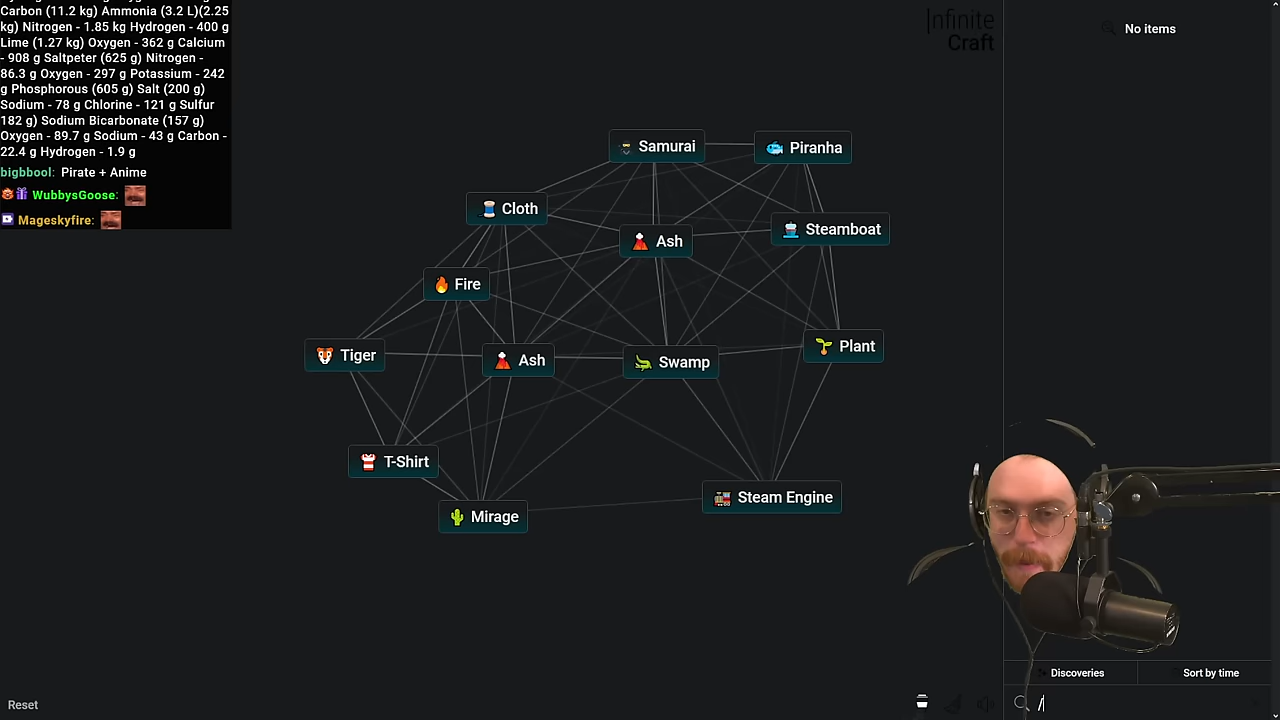 Carbon (11.2 kg) Ammonia (3.2 L)(2.25
kg) Nitrogen - 1.85 kg Hydrogen - 400 g
Lime (1.27 kg) Oxygen - 362 g Calcium
- 908 g Saltpeter (625 g) Nitrogen -
86.3 g Oxygen - 297 g Potassium - 242
g Phosphorous (605 g) Salt (200 g)
Sodium - 78 g Chlorine - 121 g Sulfur
182 g) Sodium Bicarbonate (157 g)
Oxygen - 89.7 g Sodium - 43 g Carbon -
22.4 g Hydrogen - 1.9 g
bigbbool: Pirate + Anime
WubbysGoose:
Mageskyfire:
Infinite
Craft
No items
Samurai
Piranha
Cloth
Steamboat
Ash
Fire
Plant
Tiger
Ash
Swamp
T-Shirt
Steam Engine
Mirage
Discoveries
Sort by time
Reset
/